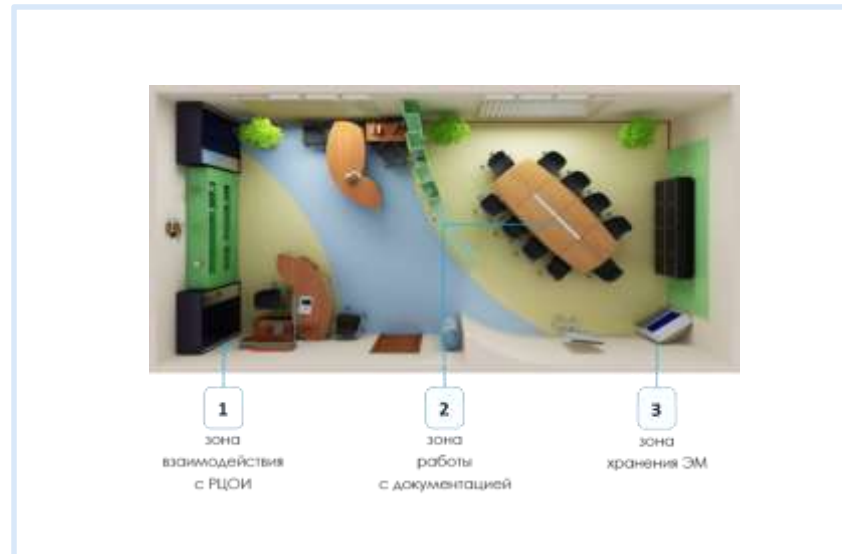 1
зона
взаимодействия
с РЦОИ
2
зона
работы
с документацией
3
зона
хранения ЭМ